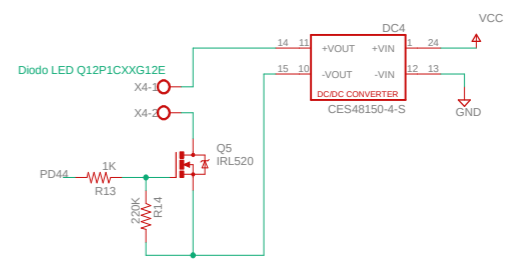 VCC
DC4
14 11 +VOUT +VIN 1 24
15 10 -VOUT -VIN 12 13
DC/DC CONVERTER
CES48150-4-S
GND
Diodo LED Q12P1CXXG12E
X4-1
X4-2
Q5
IRL520
PD44
1K
R13
220K
R14